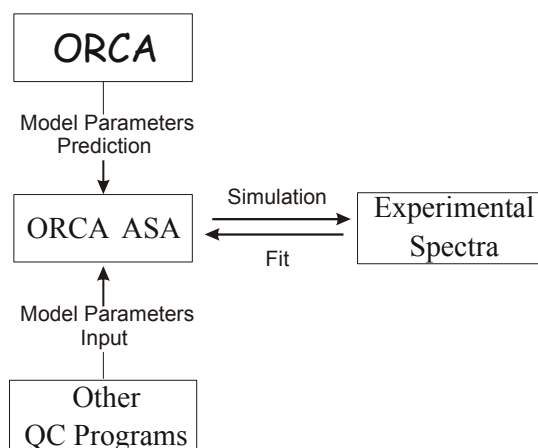 ORCA
Model Parameters
Prediction
ORCA ASA
Simulation
Fit
Experimental
Spectra
Model Parameters
Input
Other
QC Programs